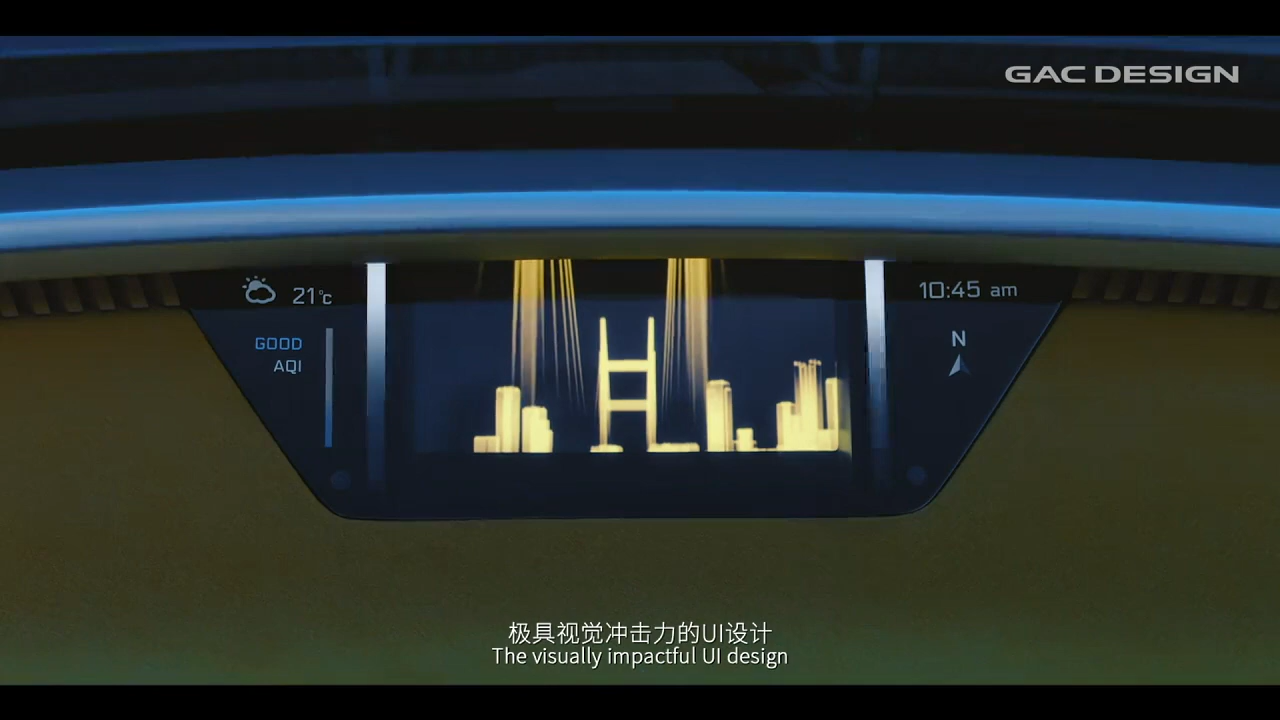 GAC DESIGN
21°c
GOOD
AQI
10:45 am
N
极具视觉冲击力的UI设计
The visually impactful UI design